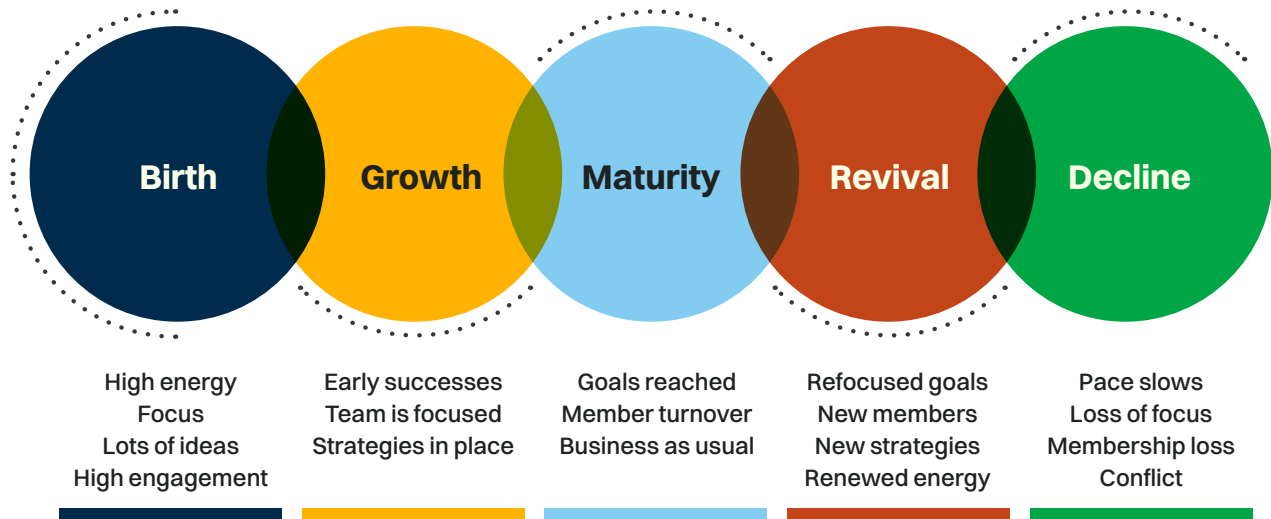 Birth
Growth
Maturity
Revival
Decline
High energy
Focus
Lots of ideas
High engagement
Early successes
Team is focused
Strategies in place
Goals reached
Member turnover
Business as usual
Refocused goals
New members
New strategies
Renewed energy
Pace slows
Loss of focus
Membership loss
Conflict